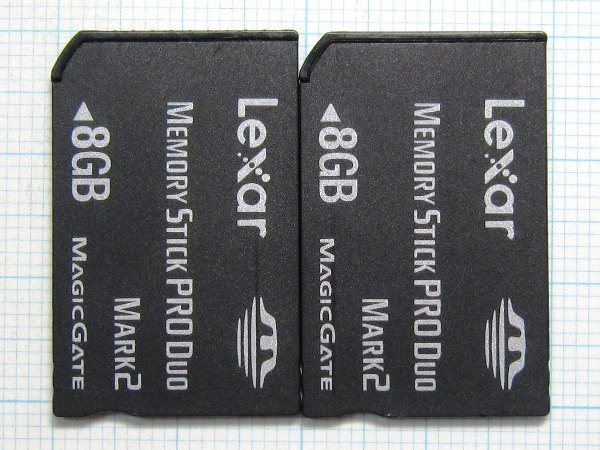 Lexar
MEMORY STICK PRO DUO
MARK2
◀8GB MAGICGATE
Lexar
MEMORY STICK PRO DUO
MARK2
◀8GB MAGICGATE